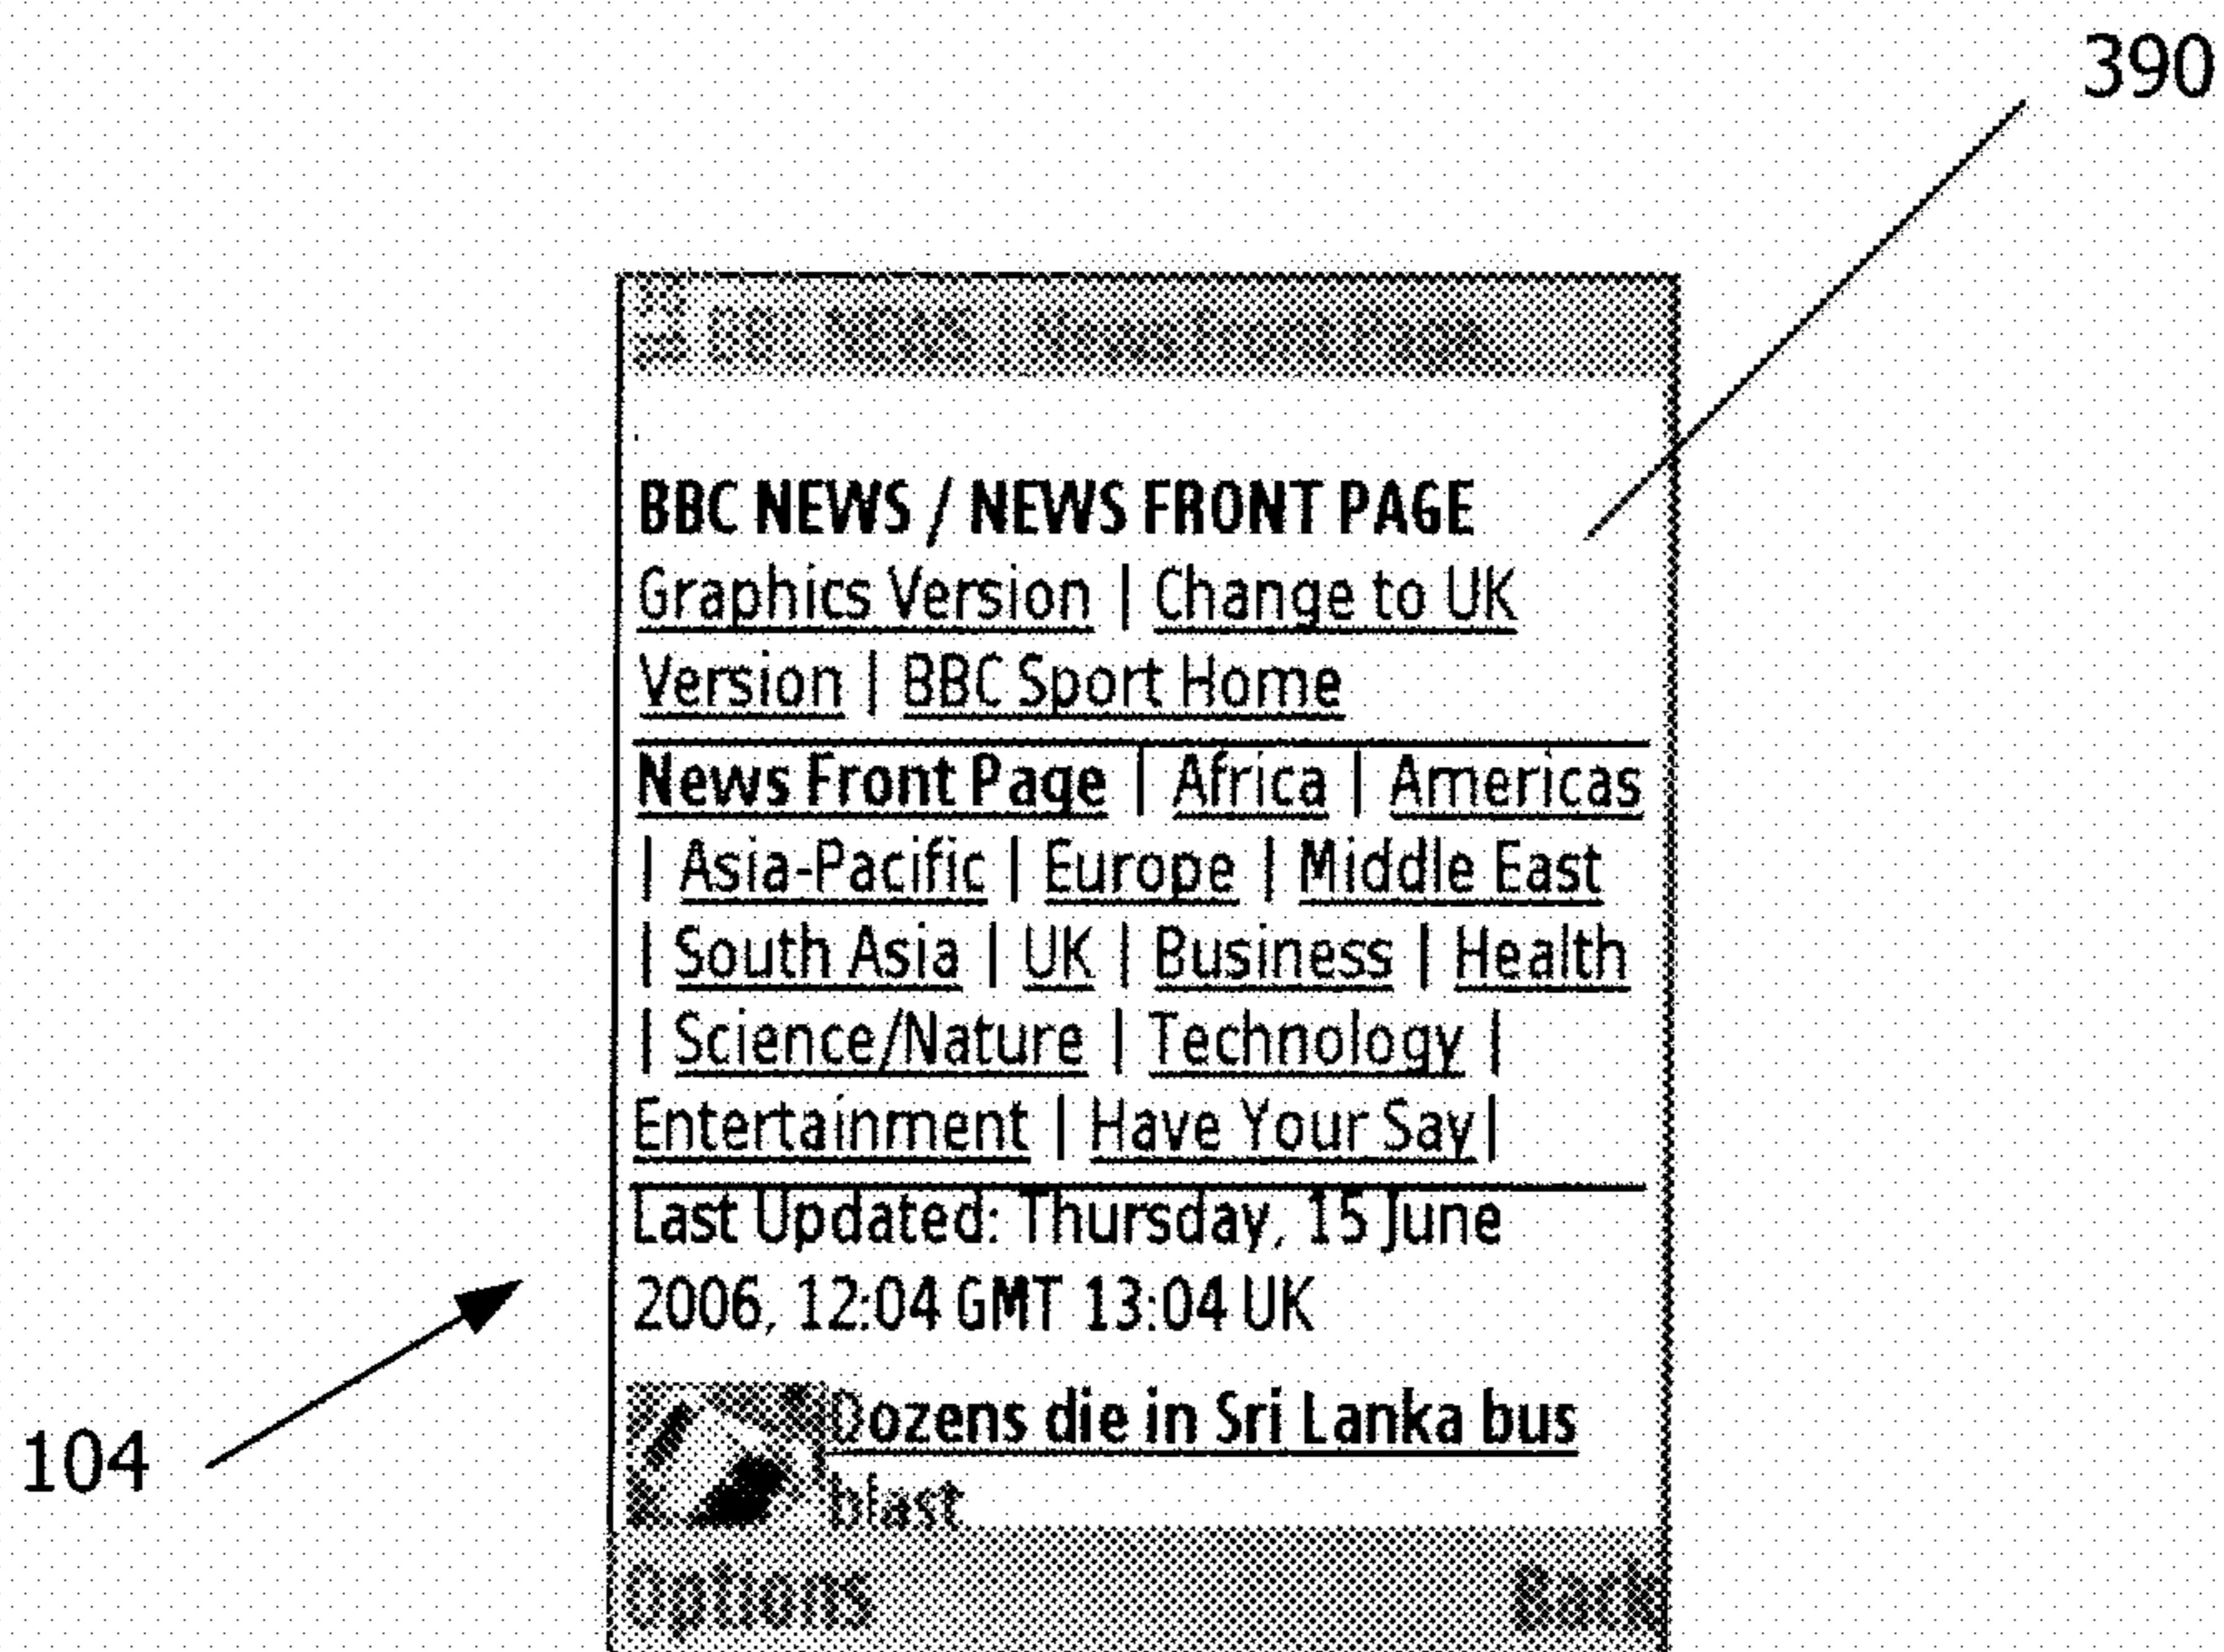 390
BBC NEWS
BBC NEWS / NEWS FRONT PAGE
Graphics Version | Change to UK
Version | BBC Sport Home
News Front Page | Africa | Americas
| Asia-Pacific | Europe | Middle East
| South Asia | UK | Business | Health
| Science/Nature | Technology |
Entertainment | Have Your Say|
Last Updated: Thursday, 15 June
2006, 12:04 GMT 13:04 UK
Dozens die in Sri Lanka bus
blast
104
Options Back